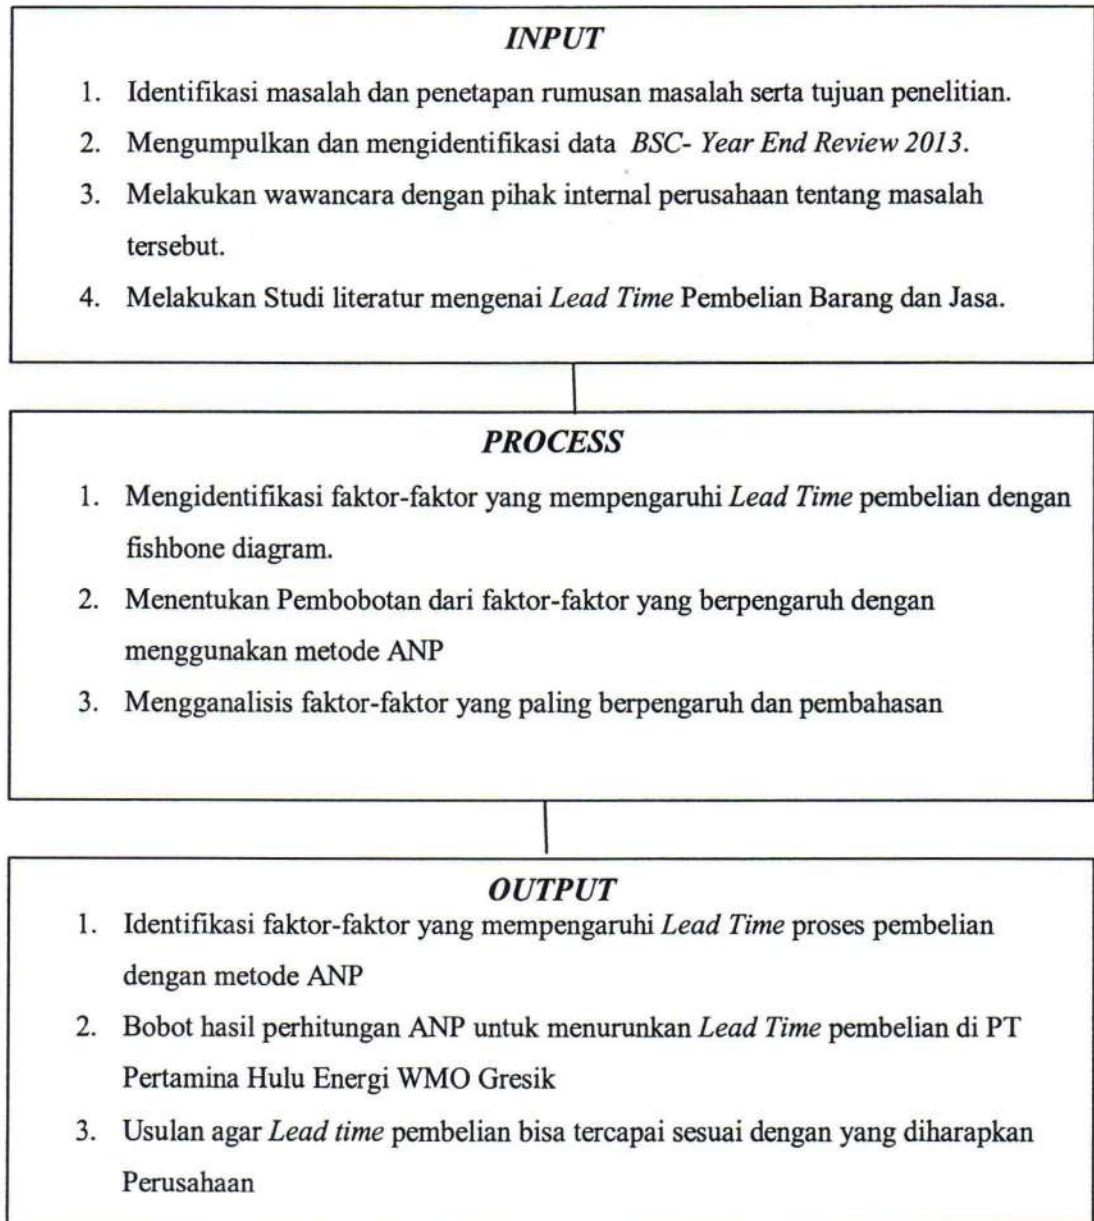 INPUT
1. Identifikasi masalah dan penetapan rumusan masalah serta tujuan penelitian.
2. Mengumpulkan dan mengidentifikasi data BSC- Year End Review 2013.
3. Melakukan wawancara dengan pihak internal perusahaan tentang masalah
tersebut.
4. Melakukan Studi literatur mengenai Lead Time Pembelian Barang dan Jasa.
PROCESS
1. Mengidentifikasi faktor-faktor yang mempengaruhi Lead Time pembelian dengan
fishbone diagram.
2. Menentukan Pembobotan dari faktor-faktor yang berpengaruh dengan
menggunakan metode ANP
3. Mengganalisis faktor-faktor yang paling berpengaruh dan pembahasan
OUTPUT
1. Identifikasi faktor-faktor yang mempengaruhi Lead Time proses pembelian
dengan metode ANP
2. Bobot hasil perhitungan ANP untuk menurunkan Lead Time pembelian di PT
Pertamina Hulu Energi WMO Gresik
3. Usulan agar Lead time pembelian bisa tercapai sesuai dengan yang diharapkan
Perusahaan